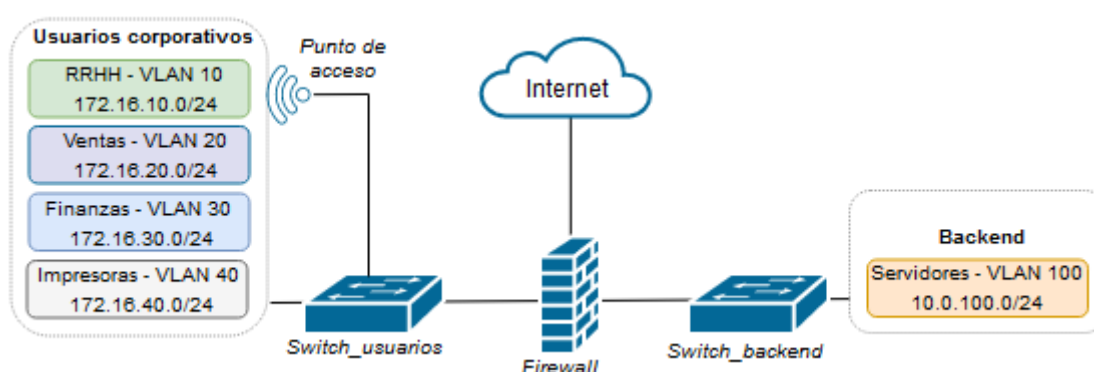 Usuarios corporativos
RRHH - VLAN 10
172.16.10.0/24
Ventas - VLAN 20
172.16.20.0/24
Finanzas - VLAN 30
172.16.30.0/24
Impresoras - VLAN 40
172.16.40.0/24
Punto de
acceso
Switch_usuarios
Internet
Firewall
Switch_backend
Backend
Servidores - VLAN 100
10.0.100.0/24